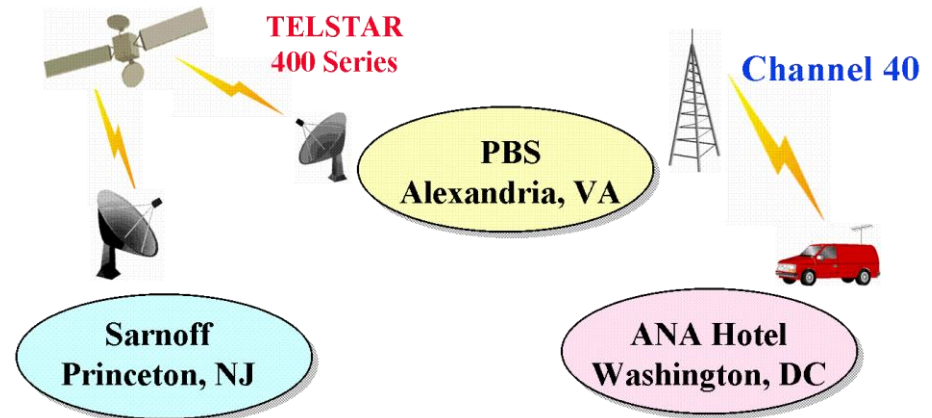 TELSTAR
400 Series
Channel 40
PBS
Alexandria, VA
Sarnoff
Princeton, NJ
ANA Hotel
Washington, DC